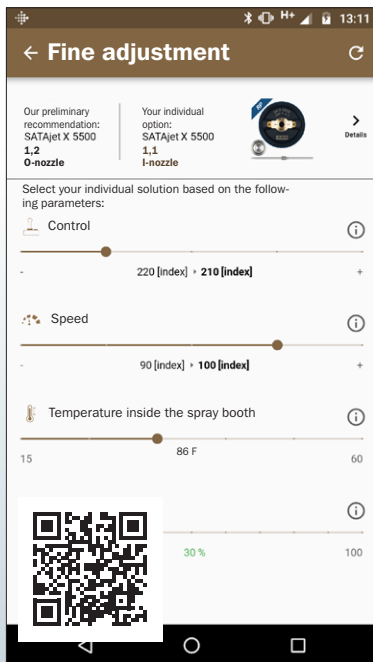 H+ 13:11
Fine adjustment
Our preliminary
recommendation:
SATAjet X 5500
1,2
O-nozzle
Your individual
option:
SATAjet X 5500
1,1
I-nozzle
RP
Details
Select your individual solution based on the follow-
ing parameters:
Control
- 220 [index] ‣ 210 [index] +
Speed
- 90 [index] ‣ 100 [index] +
Temperature inside the spray booth
15 86 F 60
30 % 100